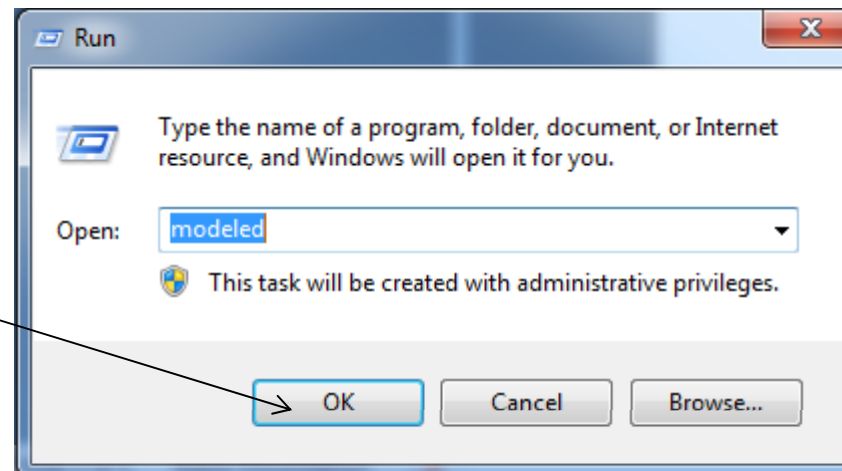 Run
Type the name of a program, folder, document, or Internet
resource, and Windows will open it for you.
Open: modeled
This task will be created with administrative privileges.
OK Cancel Browse...